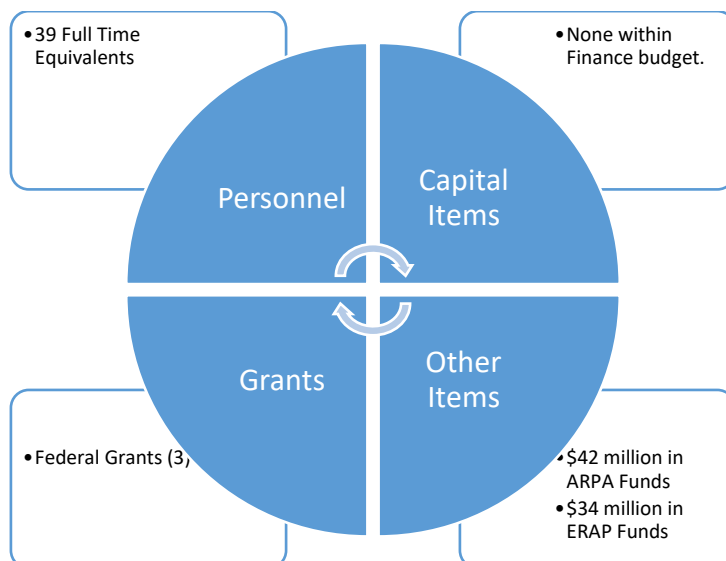 •39 Full Time
Equivalents
•None within
Finance budget.
Personnel
Capital
Items
Grants
Other
Items
•Federal Grants (3)
•$42 million in
ARPA Funds
•$34 million in
ERAP Funds